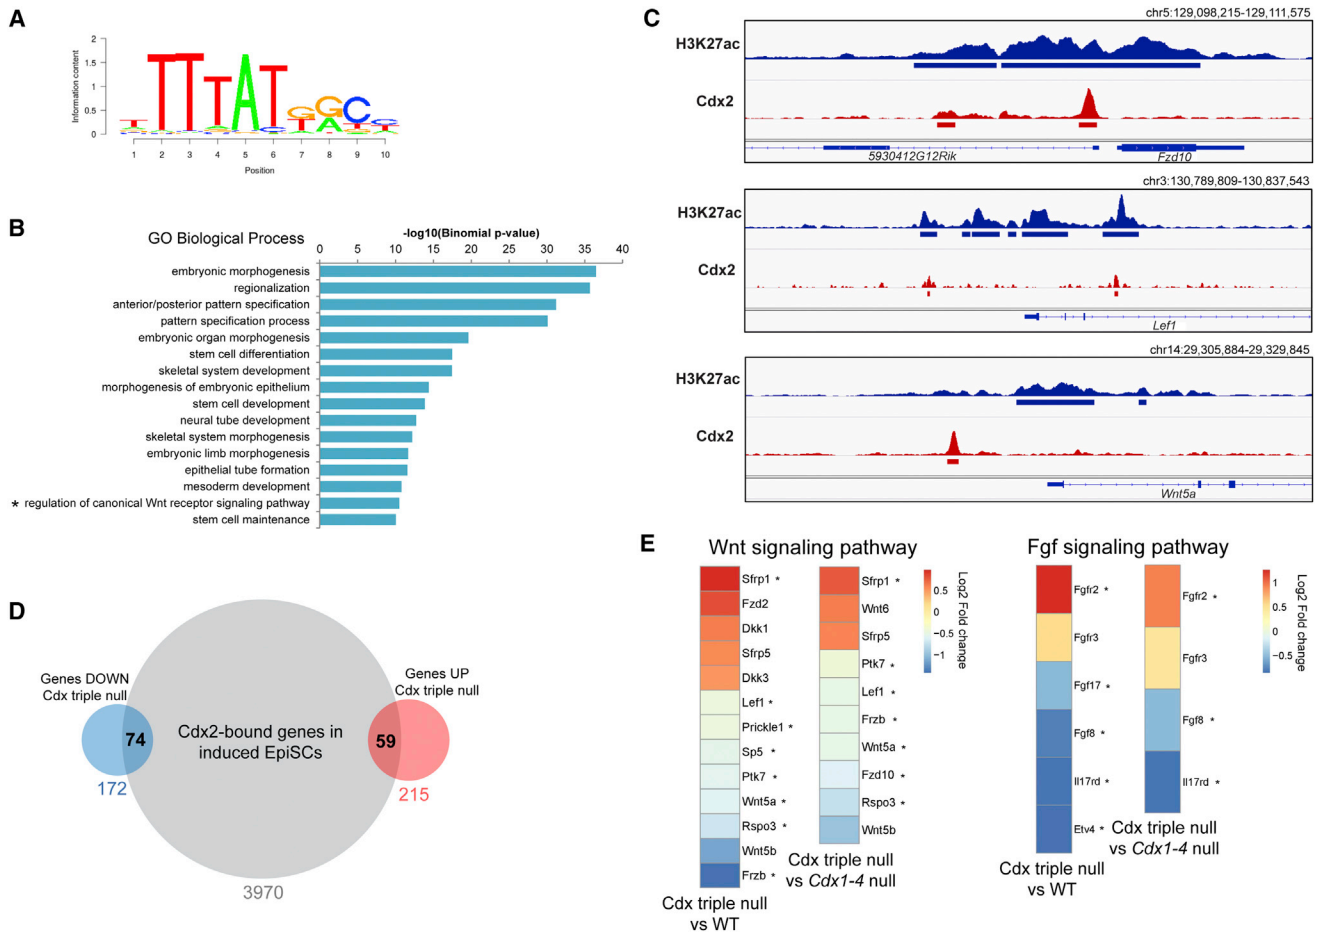 A
2
1.5
1
0.5
0
Information content
TTTATGGC
1 2 3 4 5 6 7 8 9 10
Position
B
GO Biological Process
-log10(Binomial p-value)
0 5 10 15 20 25 30 35 40
embryonic morphogenesis
regionalization
anterior/posterior pattern specification
pattern specification process
embryonic organ morphogenesis
stem cell differentiation
skeletal system development
morphogenesis of embryonic epithelium
stem cell development
neural tube development
skeletal system morphogenesis
embryonic limb morphogenesis
epithelial tube formation
mesoderm development
* regulation of canonical Wnt receptor signaling pathway
stem cell maintenance
C
chr5:129,098,215-129,111,575
H3K27ac
Cdx2
5930412G12Rik
Fzd10
chr3:130,789,809-130,837,543
H3K27ac
Cdx2
Lef1
chr14:29,305,884-29,329,845
H3K27ac
Cdx2
Wnt5a
D
Genes DOWN
Cdx triple null
74
172
Cdx2-bound genes in
induced EpiSCs
3970
Genes UP
Cdx triple null
59
215
E
Wnt signaling pathway
Sfrp1 *
Fzd2
Dkk1
Sfrp5
Dkk3
Lef1 *
Prickle1 *
Sp5 *
Ptk7 *
Wnt5a *
Rspo3 *
Wnt5b
Frzb *
Cdx triple null
vs WT
Sfrp1 *
Wnt6
Sfrp5
Ptk7 *
Lef1 *
Frzb *
Wnt5a *
Fzd10 *
Rspo3 *
Wnt5b
Cdx triple null
vs Cdx1-4 null
0.5
0
-0.5
-1
Log2 Fold change
Fgf signaling pathway
Fgfr2 *
Fgfr3
Fgf17 *
Fgf8 *
Il17rd *
Etv4 *
Cdx triple null
vs WT
Fgfr2 *
Fgfr3
Fgf8 *
Il17rd *
Cdx triple null
vs Cdx1-4 null
1
0.5
0
-0.5
Log2 Fold change